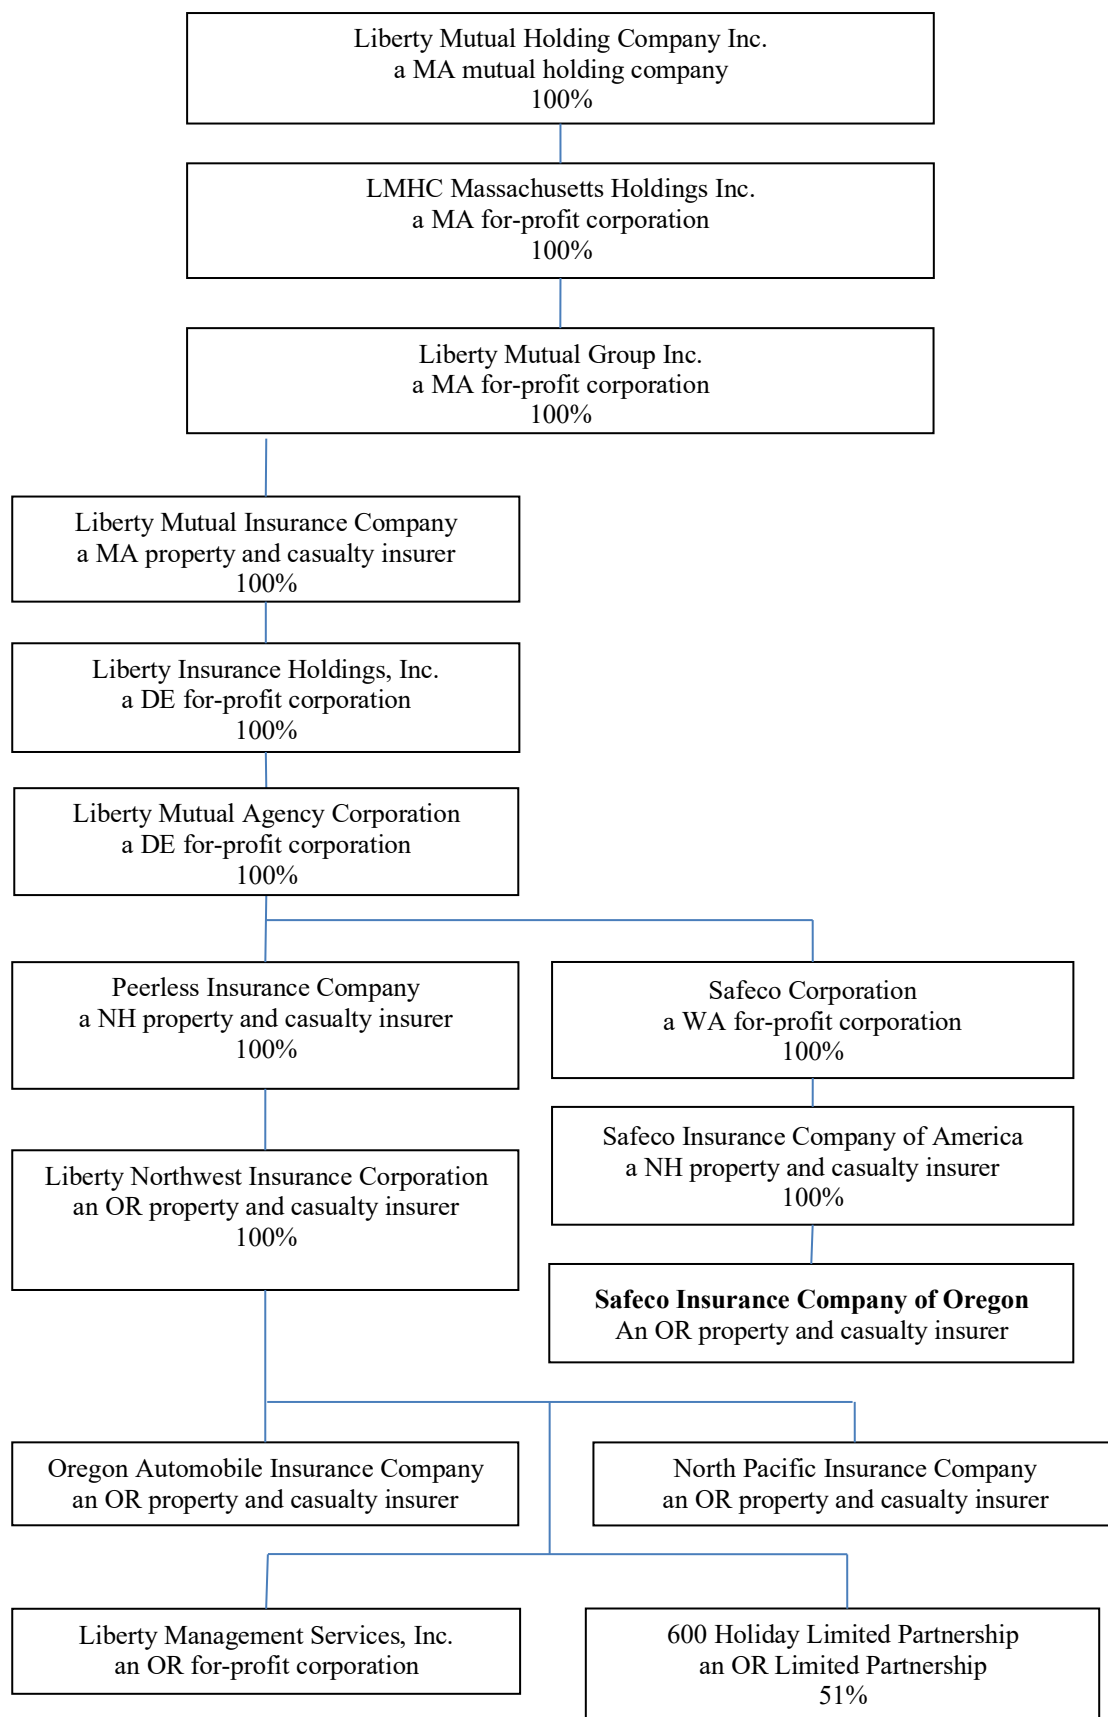 Liberty Mutual Holding Company Inc.
a MA mutual holding company
100%
LMHC Massachusetts Holdings Inc.
a MA for-profit corporation
100%
Liberty Mutual Group Inc.
a MA for-profit corporation
100%
Liberty Mutual Insurance Company
a MA property and casualty insurer
100%
Liberty Insurance Holdings, Inc.
a DE for-profit corporation
100%
Liberty Mutual Agency Corporation
a DE for-profit corporation
100%
Peerless Insurance Company
a NH property and casualty insurer
100%
Safeco Corporation
a WA for-profit corporation
100%
Safeco Insurance Company of America
a NH property and casualty insurer
100%
Liberty Northwest Insurance Corporation
an OR property and casualty insurer
100%
Safeco Insurance Company of Oregon
An OR property and casualty insurer
Oregon Automobile Insurance Company
an OR property and casualty insurer
North Pacific Insurance Company
an OR property and casualty insurer
Liberty Management Services, Inc.
an OR for-profit corporation
600 Holiday Limited Partnership
an OR Limited Partnership
51%